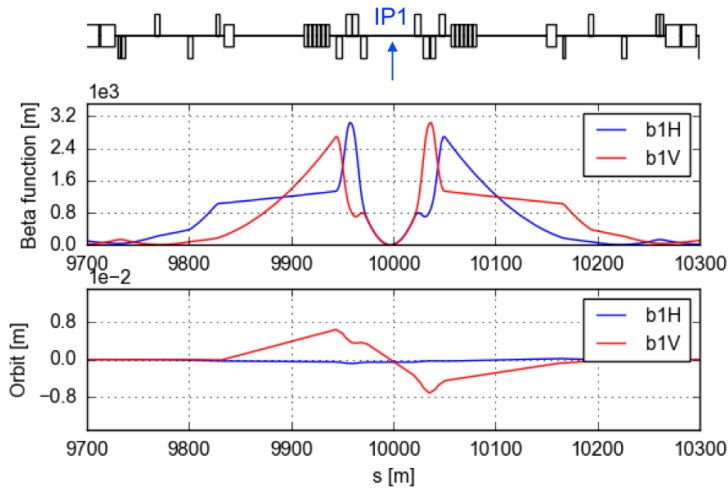 IP1
1e3
Beta function [m]
3.2
2.4
1.6
0.8
0.0
b1H
b1V
9700 9800 9900 10000 10100 10200 10300
1e-2
Orbit [m]
0.8
0.0
−0.8
b1H
b1V
9700 9800 9900 10000 10100 10200 10300
s [m]